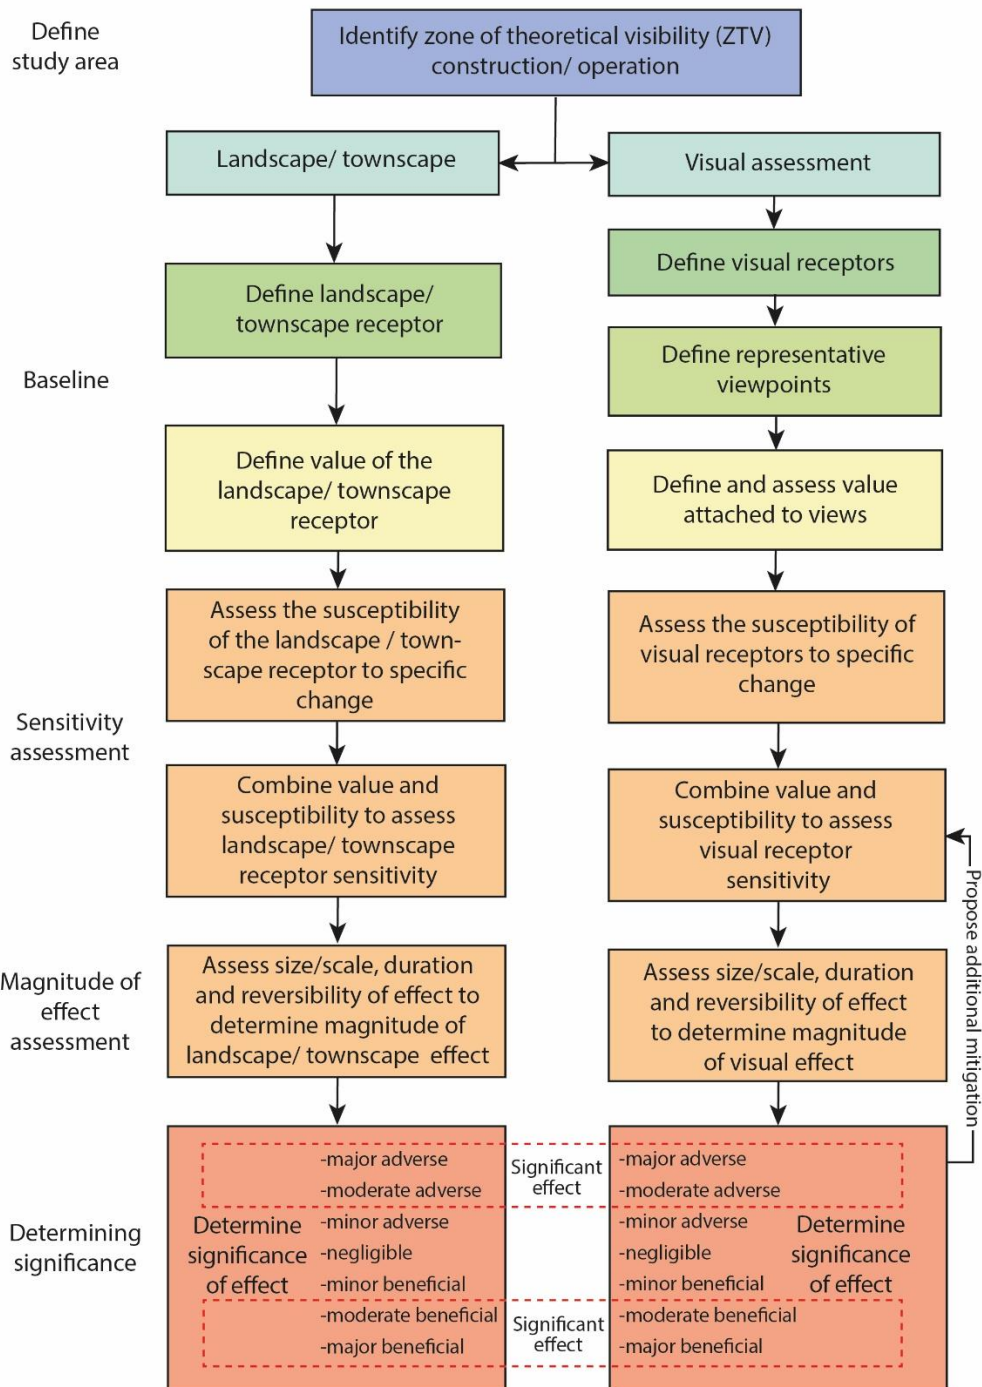 Define
study area
Identify zone of theoretical visibility (ZTV)
construction/ operation
Landscape/ townscape
Visual assessment
Define visual receptors
Define landscape/
townscape receptor
Define representative
viewpoints
Baseline
Define value of the
landscape/ townscape
receptor
Define and assess value
attached to views
Assess the susceptibility
of the landscape / town-
scape receptor to specific
change
Assess the susceptibility of
visual receptors to specific
change
Sensitivity
assessment
Combine value and
susceptibility to assess
landscape/ townscape
receptor sensitivity
Combine value and
susceptibility to assess
visual receptor
sensitivity
Propose additional mitigation
Magnitude of
effect
assessment
Assess size/scale, duration
and reversibility of effect to
determine magnitude of
landscape/ townscape effect
Assess size/scale, duration
and reversibility of effect
to determine magnitude
of visual effect
Determining
significance
Determine
significance
of effect
-major adverse
-moderate adverse
-minor adverse
-negligible
-minor beneficial
-moderate beneficial
-major beneficial
Significant
effect
Significant
effect
-major adverse
-moderate adverse
-minor adverse
-negligible
-minor beneficial
-moderate beneficial
-major beneficial
Determine
significance
of effect